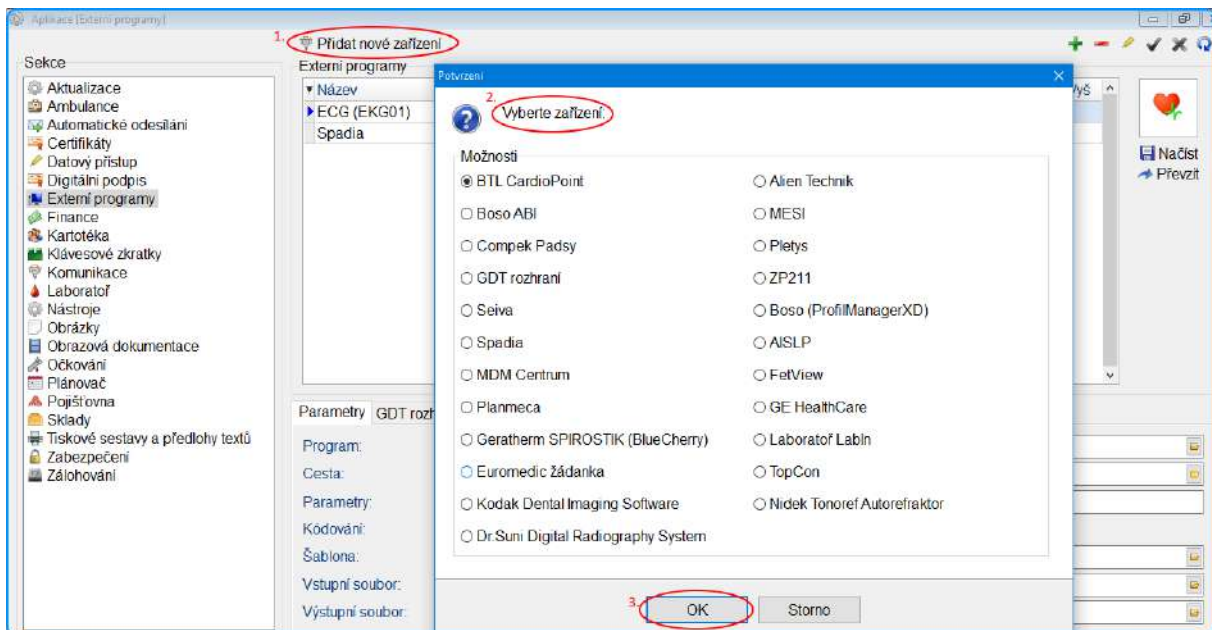 Aplikace [Externí programy]
1. Přidat nové zařízení
Sekce
Aktualizace
Ambulance
Automatické odesílání
Certifikáty
Datový přístup
Digitální podpis
Externí programy
Finance
Kartotéka
Klávesové zkratky
Komunikace
Laboratoř
Nástroje
Obrázky
Obrazová dokumentace
Očkování
Plánovač
Pojišťovna
Sklady
Tiskové sestavy a předlohy textů
Zabezpečení
Zálohování
Externí programy
Název
ECG (EKG01)
Spadia
Potvrzení
2. Vyberte zařízení:
Možnosti
BTL CardioPoint
Alien Technik
Boso ABI
MESI
Compek Padsy
Pletys
GDT rozhraní
ZP211
Seiva
Boso (ProfilManagerXD)
Spadia
AISLP
MDM Centrum
FetView
Planmeca
GE HealthCare
Geratherm SPIROSTIK (BlueCherry)
Laboratoř LabIn
Euromedic žádanka
TopCon
Kodak Dental Imaging Software
Nidek Tonoref Autorefraktor
Dr.Suni Digital Radiography System
3. OK
Storno
Načíst
Převzít
Parametry GDT rozh
Program:
Cesta:
Parametry:
Kódování:
Šablona:
Vstupní soubor:
Výstupní soubor: